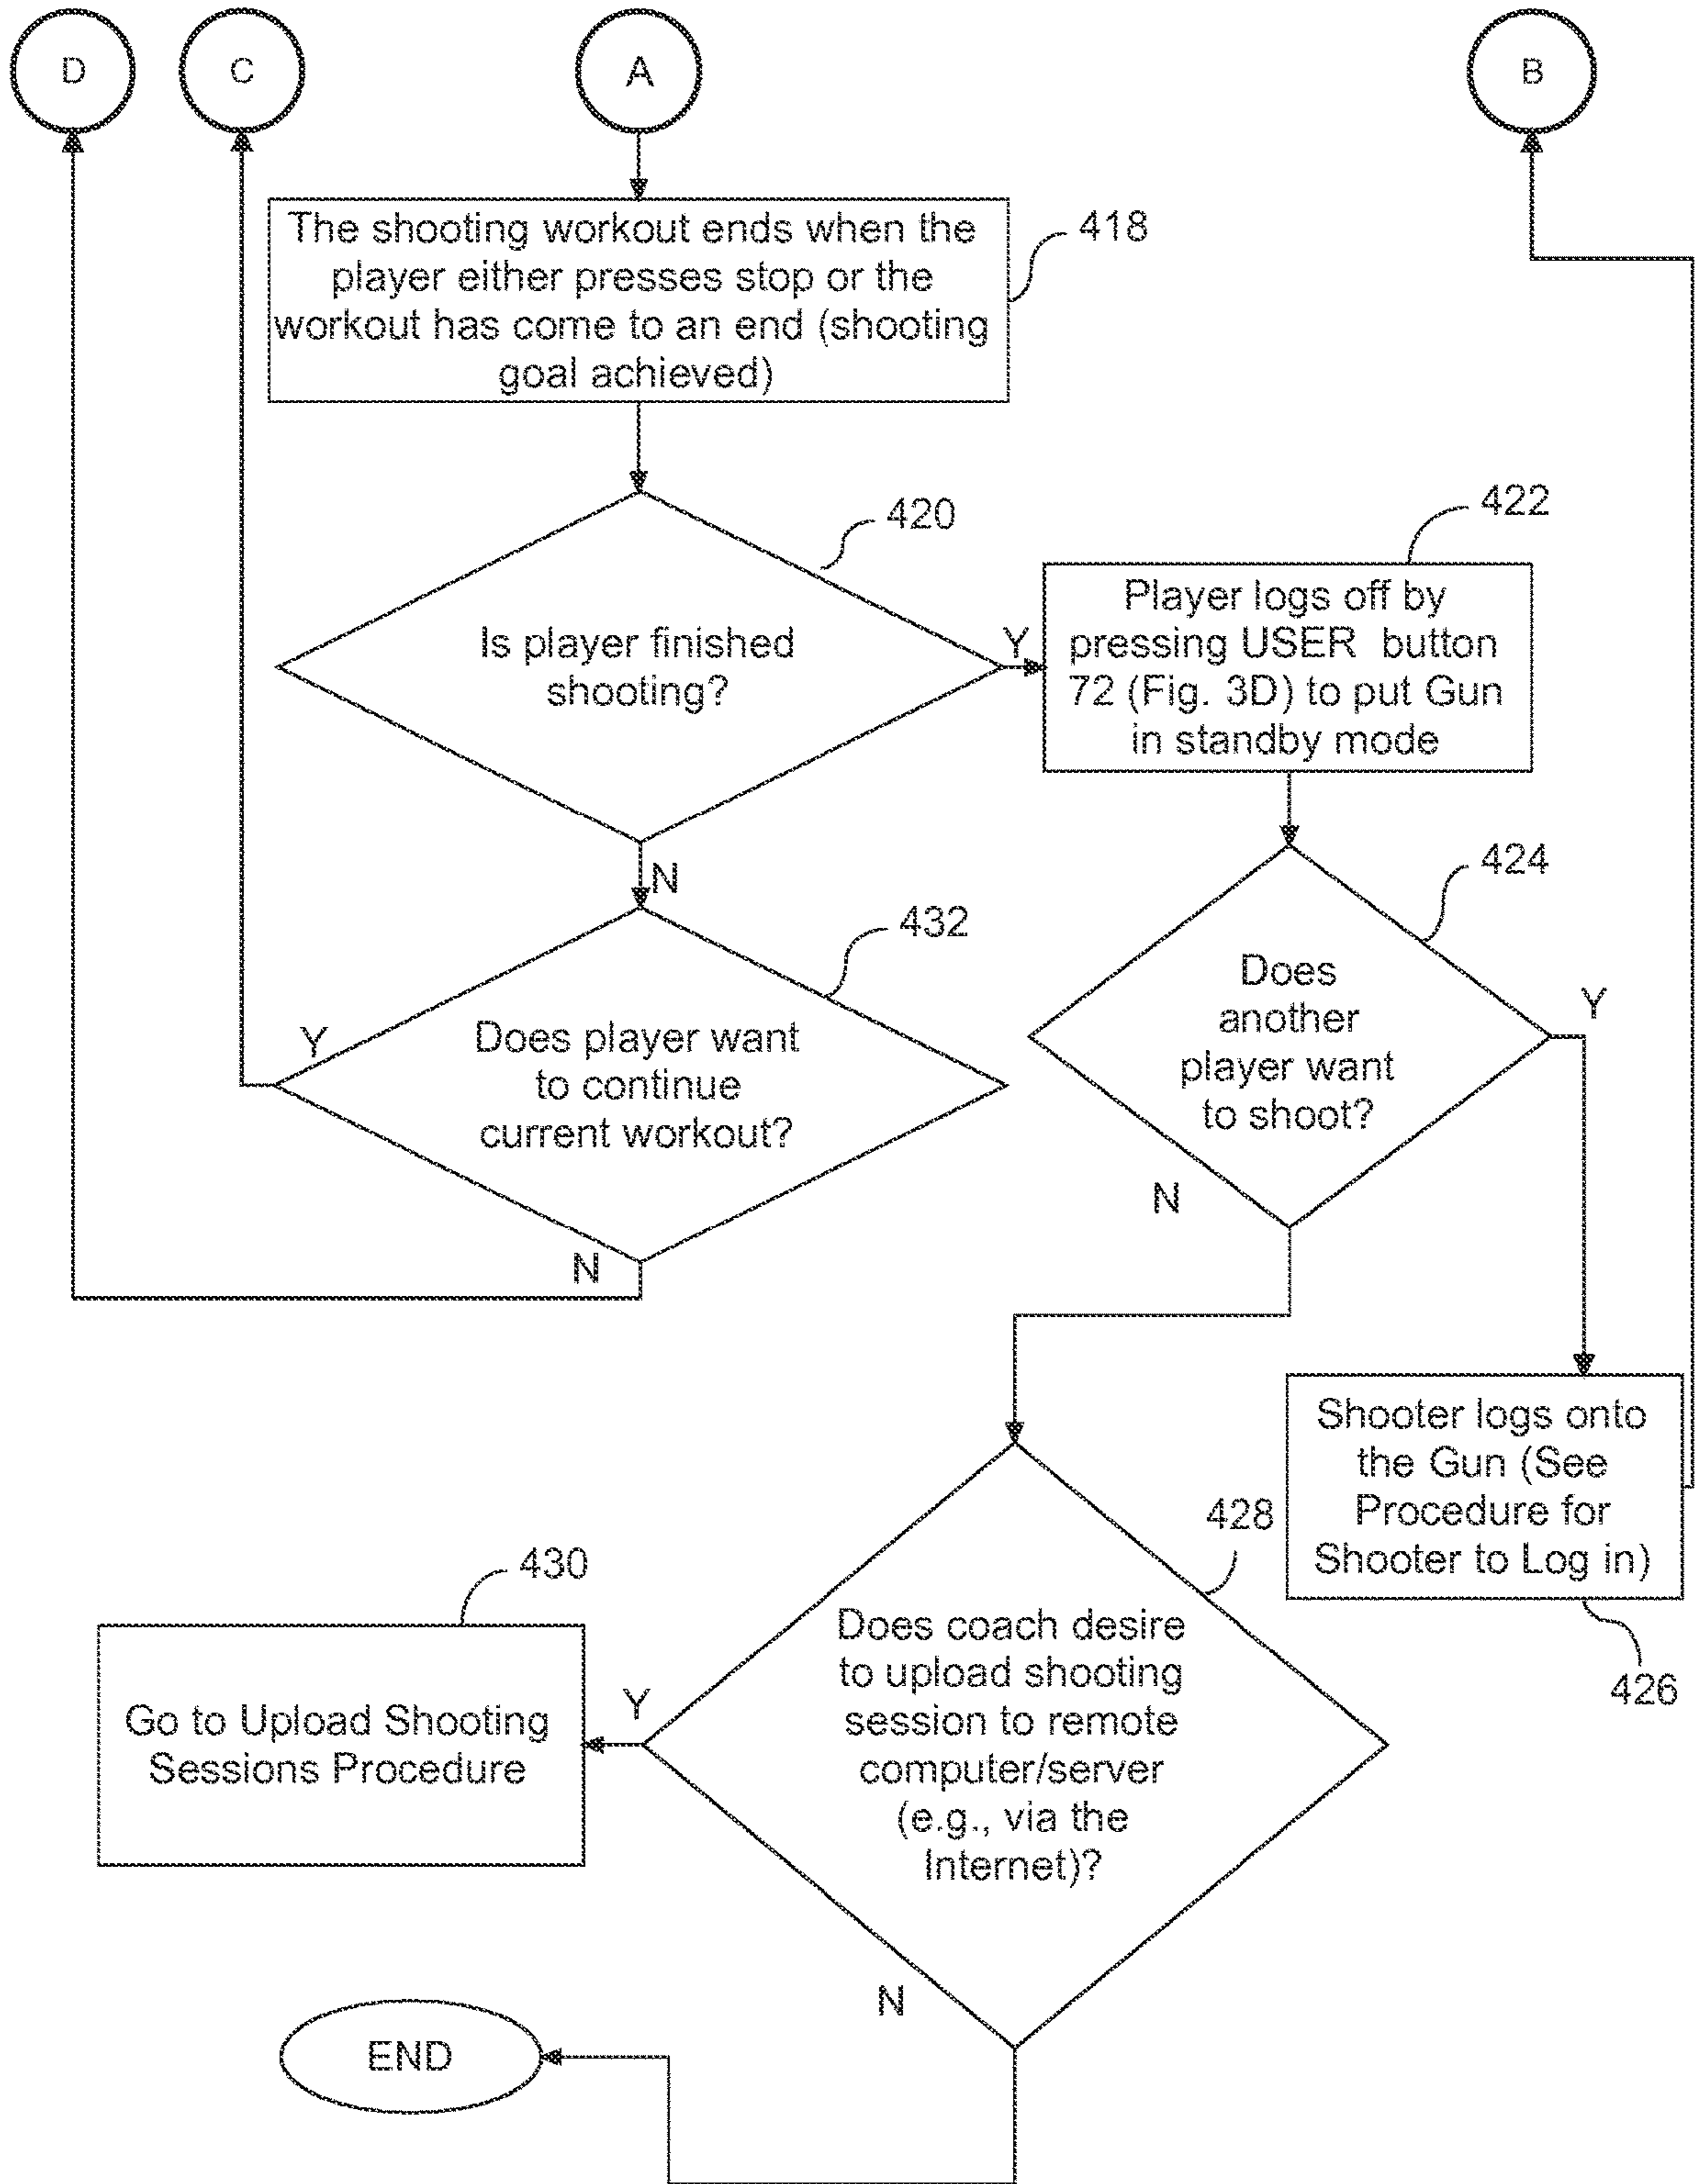 D
C
A
B
The shooting workout ends when the
player either presses stop or the
workout has come to an end (shooting
goal achieved)
418
420
Is player finished
shooting?
Y
N
422
Player logs off by
pressing USER button
72 (Fig. 3D) to put Gun
in standby mode
432
Does player want
to continue
current workout?
Y
N
424
Does
another
player want
to shoot?
Y
N
Shooter logs onto
the Gun (See
Procedure for
Shooter to Log in)
426
428
Does coach desire
to upload shooting
session to remote
computer/server
(e.g., via the
Internet)?
Y
N
430
Go to Upload Shooting
Sessions Procedure
END